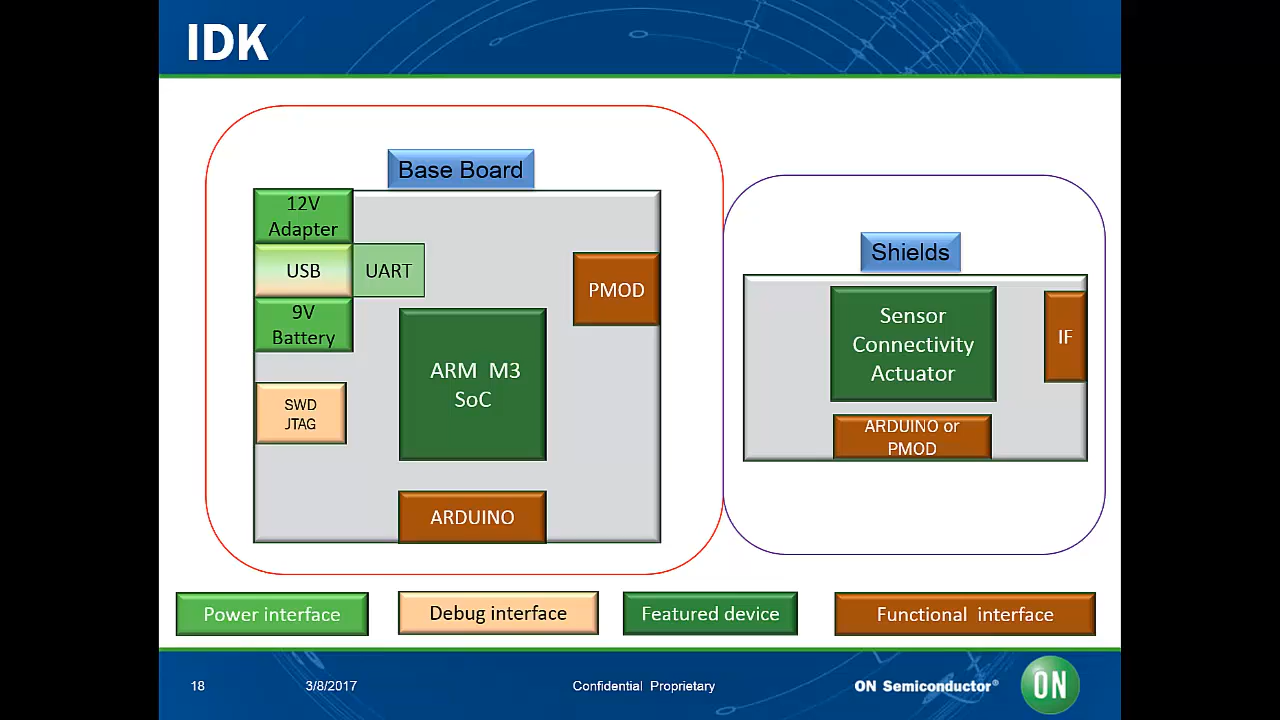 IDK
Base Board
12V
Adapter
USB
UART
9V
Battery
SWD
JTAG
ARM M3
SoC
PMOD
ARDUINO
Shields
Sensor
Connectivity
Actuator
IF
ARDUINO or
PMOD
Power interface
Debug interface
Featured device
Functional interface
18
3/8/2017
Confidential Proprietary
ON Semiconductor®
ON